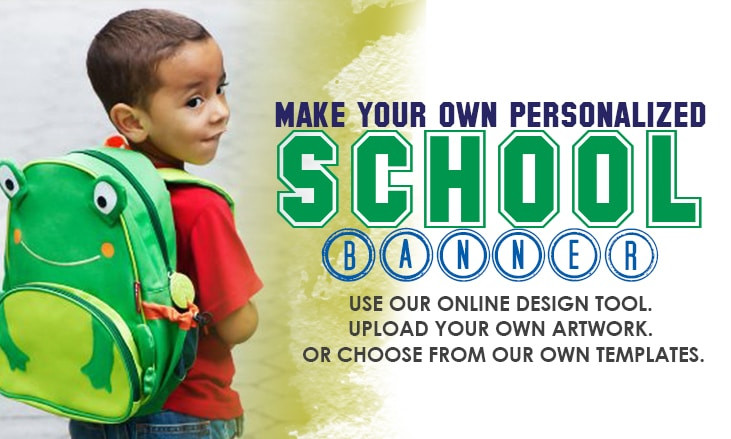 MAKE YOUR OWN PERSONALIZED
SCHOOL
BANNER
USE OUR ONLINE DESIGN TOOL.
UPLOAD YOUR OWN ARTWORK.
OR CHOOSE FROM OUR OWN TEMPLATES.